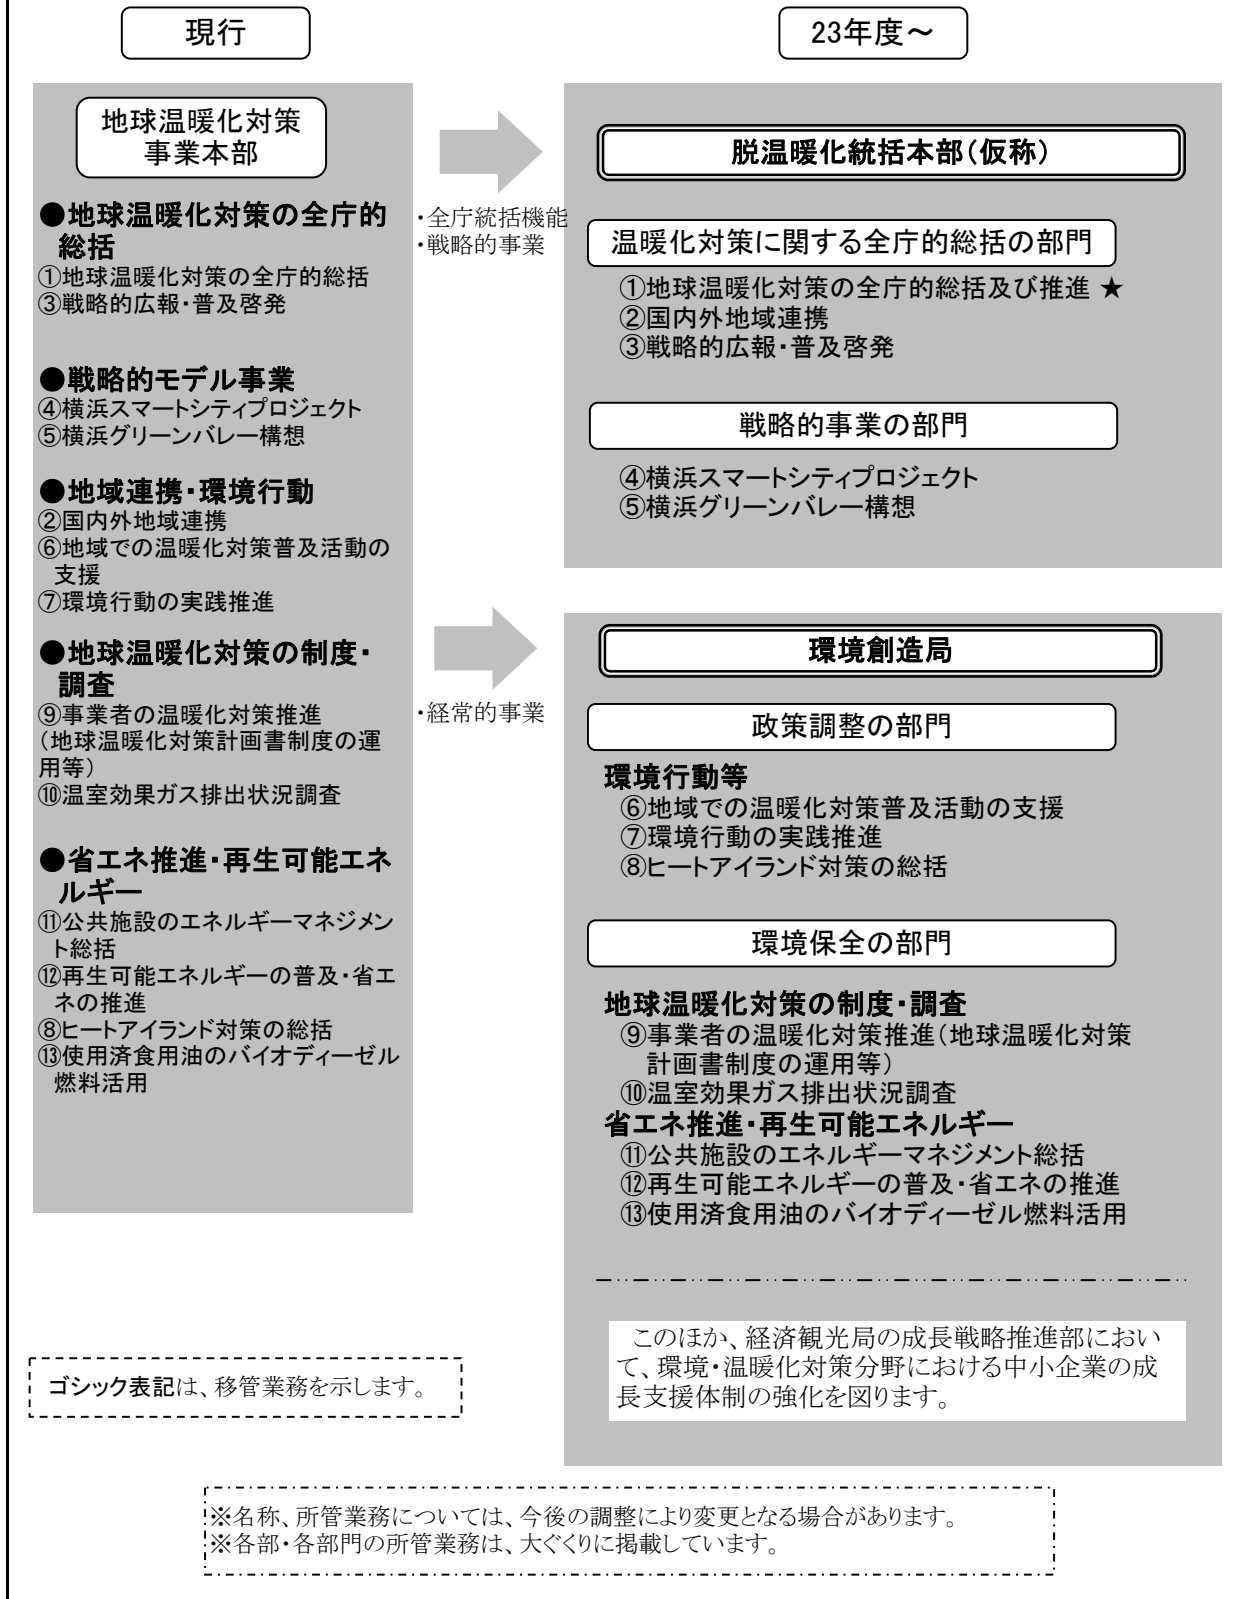 現行
23年度～
地球温暖化対策
事業本部
●地球温暖化対策の全庁的
総括
①地球温暖化対策の全庁的総括
③戦略的広報・普及啓発
●戦略的モデル事業
④横浜スマートシティプロジェクト
⑤横浜グリーンバレー構想
●地域連携・環境行動
②国内外地域連携
⑥地域での温暖化対策普及活動の
支援
⑦環境行動の実践推進
●地球温暖化対策の制度・
調査
⑨事業者の温暖化対策推進
（地球温暖化対策計画書制度の運
用等）
⑩温室効果ガス排出状況調査
●省エネ推進・再生可能エネ
ルギー
⑪公共施設のエネルギーマネジメン
ト総括
⑫再生可能エネルギーの普及・省エ
ネの推進
⑧ヒートアイランド対策の総括
⑬使用済食用油のバイオディーゼル
燃料活用
・全庁統括機能
・戦略的事業
・経常的事業
脱温暖化統括本部（仮称）
温暖化対策に関する全庁的総括の部門
①地球温暖化対策の全庁的総括及び推進 ★
②国内外地域連携
③戦略的広報・普及啓発
戦略的事業の部門
④横浜スマートシティプロジェクト
⑤横浜グリーンバレー構想
環境創造局
政策調整の部門
環境行動等
⑥地域での温暖化対策普及活動の支援
⑦環境行動の実践推進
⑧ヒートアイランド対策の総括
環境保全の部門
地球温暖化対策の制度・調査
⑨事業者の温暖化対策推進（地球温暖化対策
計画書制度の運用等）
⑩温室効果ガス排出状況調査
省エネ推進・再生可能エネルギー
⑪公共施設のエネルギーマネジメント総括
⑫再生可能エネルギーの普及・省エネの推進
⑬使用済食用油のバイオディーゼル燃料活用
このほか、経済観光局の成長戦略推進部におい
て、環境・温暖化対策分野における中小企業の成
長支援体制の強化を図ります。
ゴシック表記は、移管業務を示します。
※名称、所管業務については、今後の調整により変更となる場合があります。
※各部・各部門の所管業務は、大ぐくりに掲載しています。